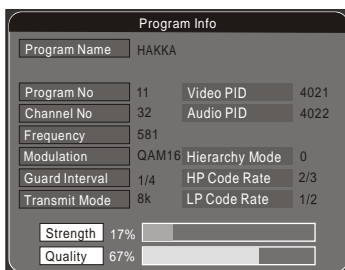 Program Info
Program Name HAKKA
Program No 11 Video PID 4021
Channel No 32 Audio PID 4022
Frequency 581
Modulation QAM16 Hierarchy Mode 0
Guard Interval 1/4 HP Code Rate 2/3
Transmit Mode 8k LP Code Rate 1/2
Strength 17%
Quality 67%